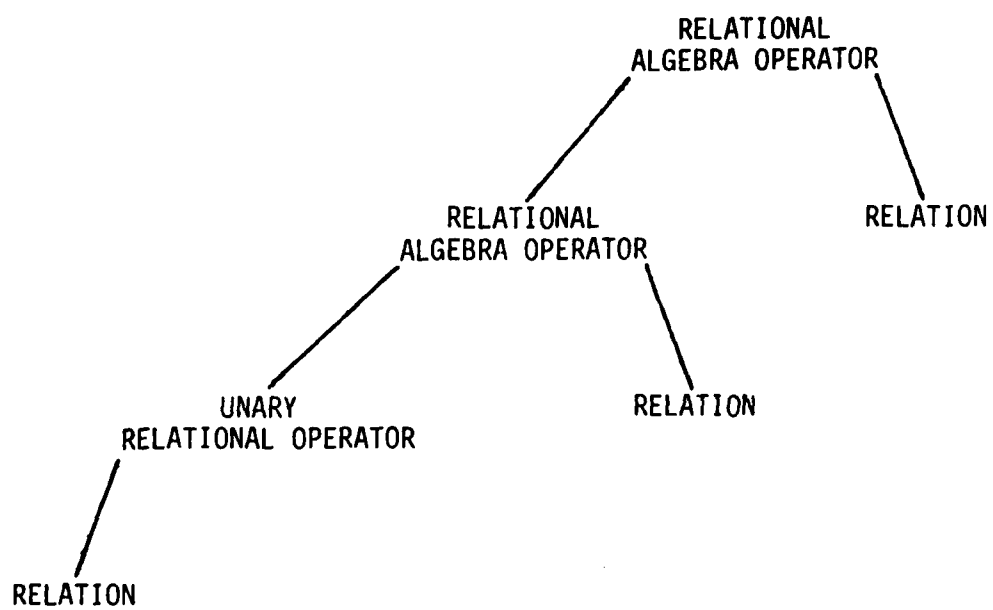 RELATIONAL
ALGEBRA OPERATOR
RELATIONAL
ALGEBRA OPERATOR
RELATION
UNARY
RELATIONAL OPERATOR
RELATION
RELATION